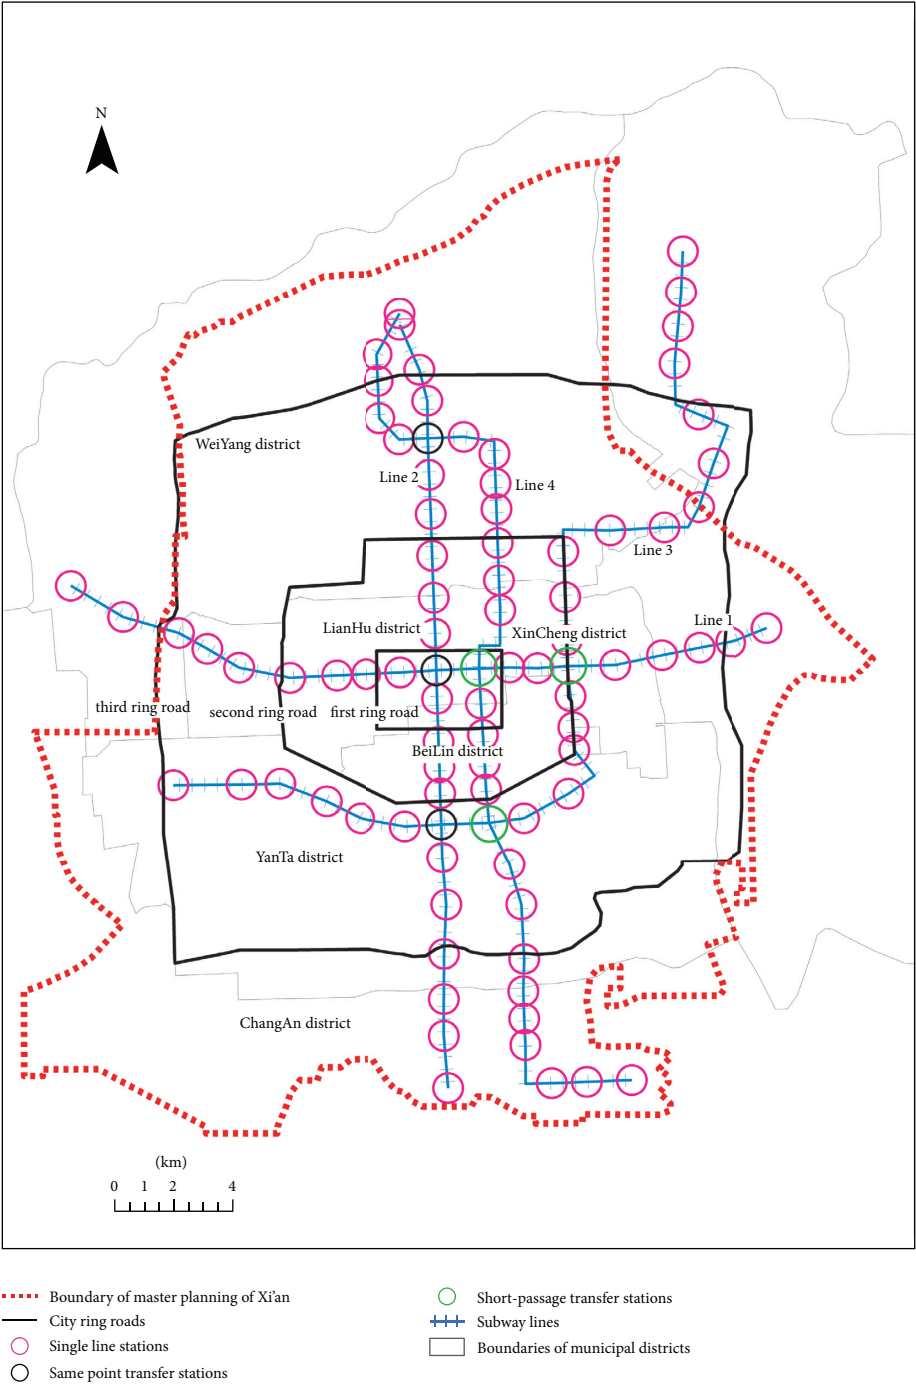 N
WeiYang district
Line 2
Line 4
Line 3
LianHu district
XinCheng district
Line 1
third ring road
second ring road
first ring road
BeiLin district
YanTa district
ChangAn district
(km)
0 1 2 4
Boundary of master planning of Xi'an
City ring roads
Single line stations
Same point transfer stations
Short-passage transfer stations
Subway lines
Boundaries of municipal districts